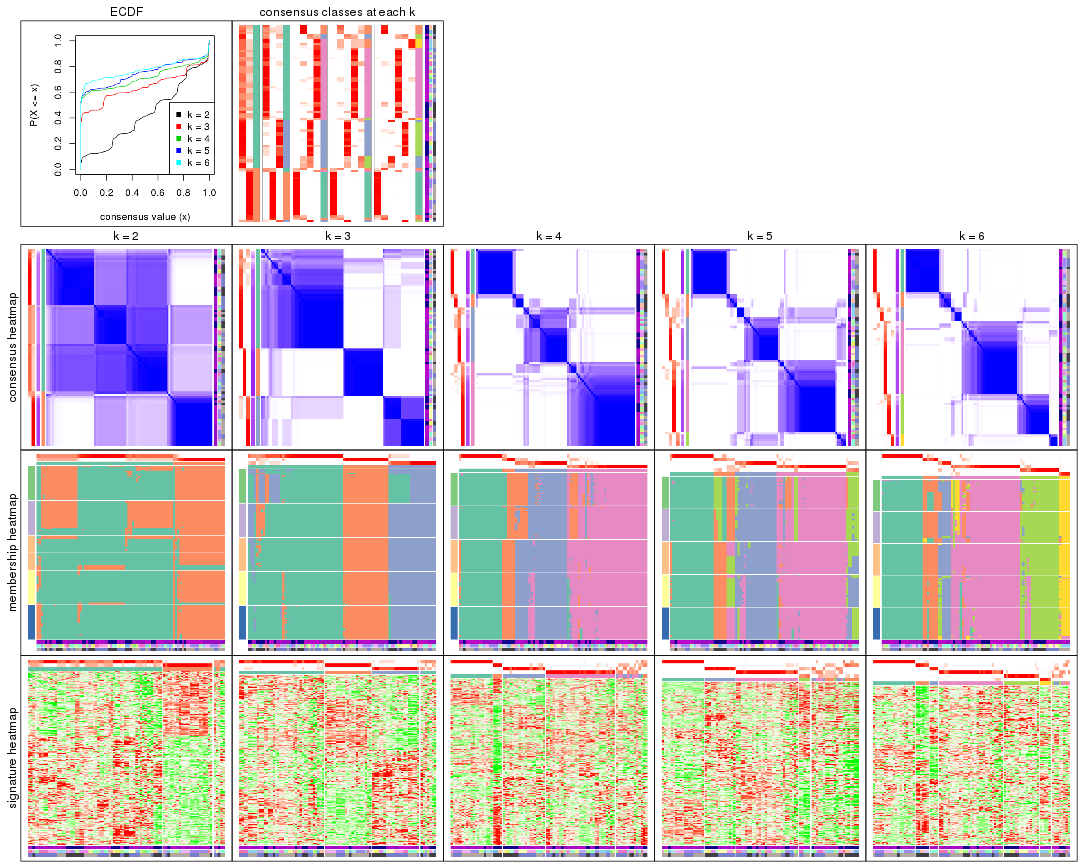 ECDF
consensus classes at each k
P(X <= x)
0.0 0.2 0.4 0.6 0.8 1.0
k = 2
k = 3
k = 4
k = 5
k = 6
0.0 0.2 0.4 0.6 0.8 1.0
consensus value (x)
k = 2
k = 3
k = 4
k = 5
k = 6
consensus heatmap
membership heatmap
signature heatmap